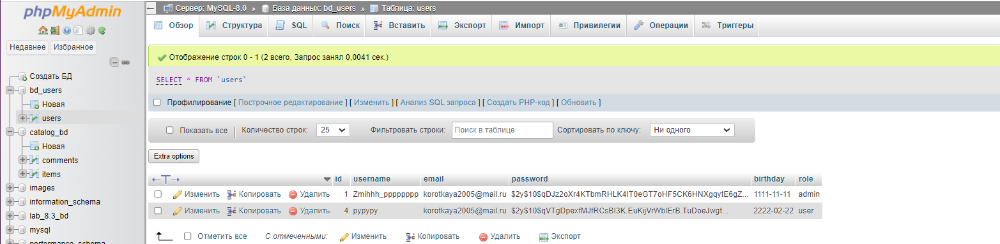 phpMyAdmin
Недавнее Избранное
Создать БД
bd_users
Новая
users
catalog_bd
Новая
comments
items
images
information_schema
lab_8.3_bd
mysql
performance_schema
Сервер: MySQL-8.0 » База данных: bd_users » Таблица: users
Обзор Структура SQL Поиск Вставить Экспорт Импорт Привилегии Операции Триггеры
Отображение строк 0 - 1 (2 всего, Запрос занял 0,0041 сек.)
SELECT * FROM `users`
Профилирование [ Построчное редактирование ] [ Изменить ] [ Анализ SQL запроса ] [ Создать PHP-код ] [ Обновить ]
Показать все Количество строк: 25 Фильтровать строки: Поиск в таблице Сортировать по ключу: Ни одного
Extra options
id username email password birthday role
Изменить Копировать Удалить 1 Zmihhh_pppppppp korotkaya2005@mail.ru $2y$10$qDJz2oXr4KTbmRHLK4IT0eGT7oHF5CK6HNXgqytE6gZ... 1111-11-11 admin
Изменить Копировать Удалить 4 pypypy korotkaya2005@mail.ru $2y$10$qVTgDpexfMJfRCsBI3K.EuKijVrWbIErB.TuDoeJwgt... 2222-02-22 user
Отметить все С отмеченными: Изменить Копировать Удалить Экспорт